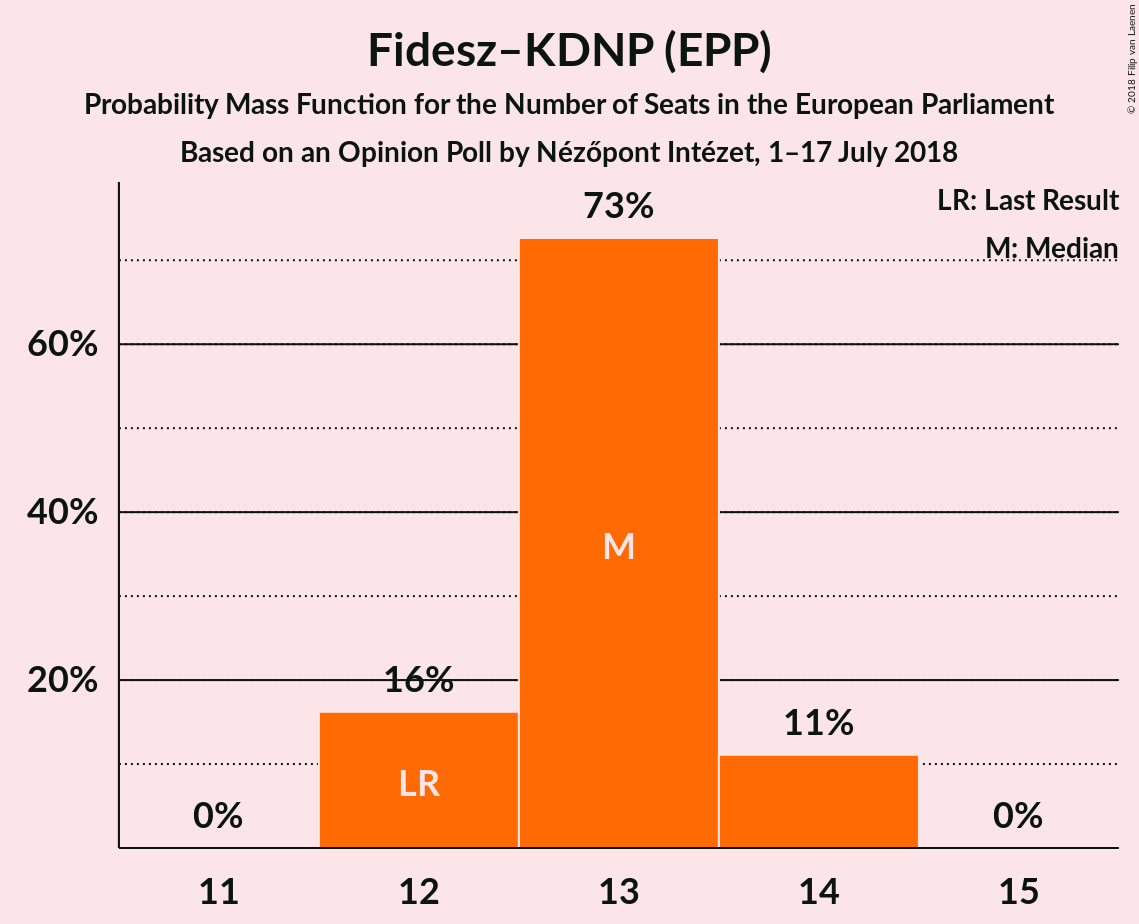 Fidesz–KDNP (EPP)
Probability Mass Function for the Number of Seats in the European Parliament
Based on an Opinion Poll by Nézőpont Intézet, 1–17 July 2018
© 2018 Filip van Laenen
LR: Last Result
M: Median
73%
60%
M
40%
20%
16%
11%
LR
0%
0%
11 12 13 14 15